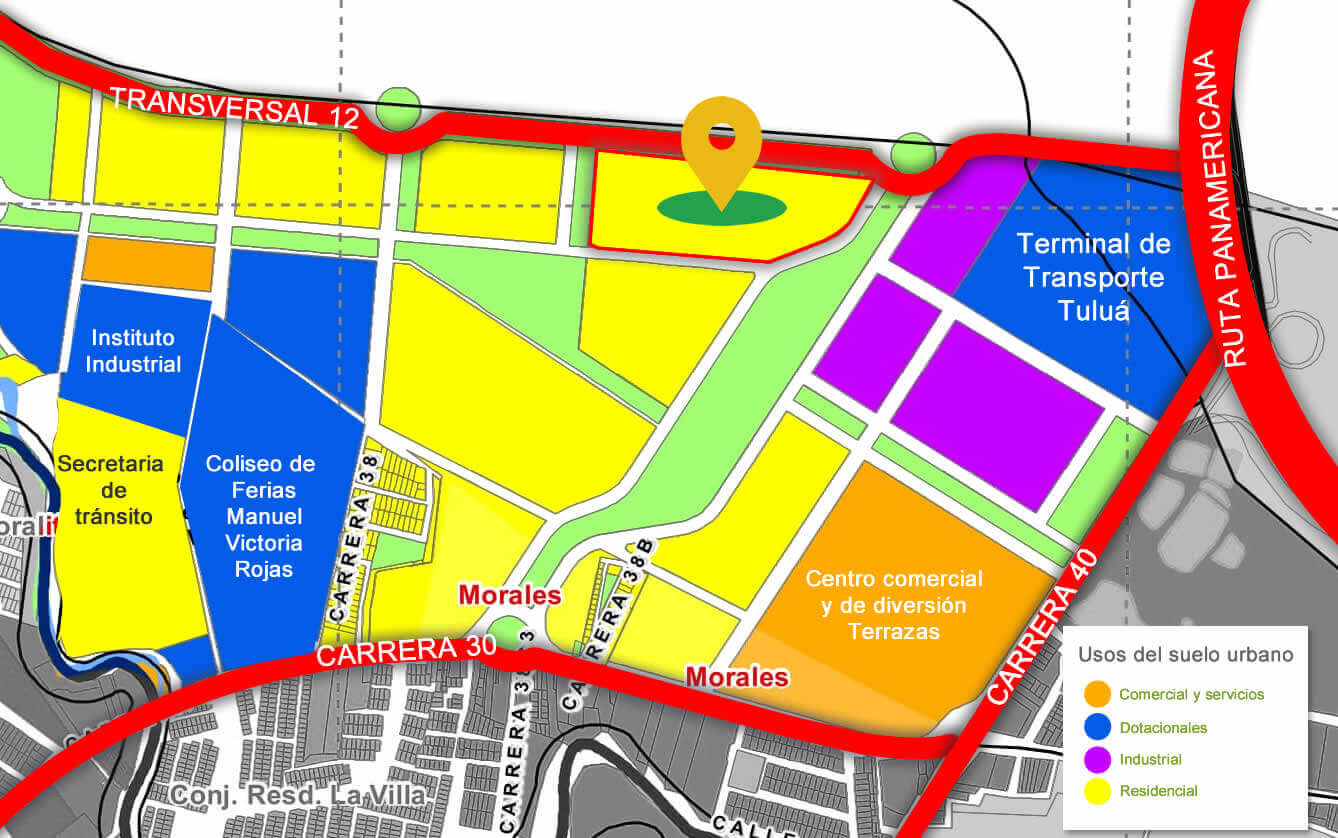 TRANSVERSAL 12
RUTA PANAMERICANA
Terminal de
Transporte
Tuluá
Instituto
Industrial
Secretaria
de
tránsito
Coliseo de
Ferias
Manuel
Victoria
Rojas
CARRERA 38
CARRERA 38B
Morales
Centro comercial
y de diversión
Terrazas
CARRERA 40
CARRERA 30
Morales
CARRERA 38
Conj. Resd. La Villa
CALLE
Usos del suelo urbano
Comercial y servicios
Dotacionales
Industrial
Residencial